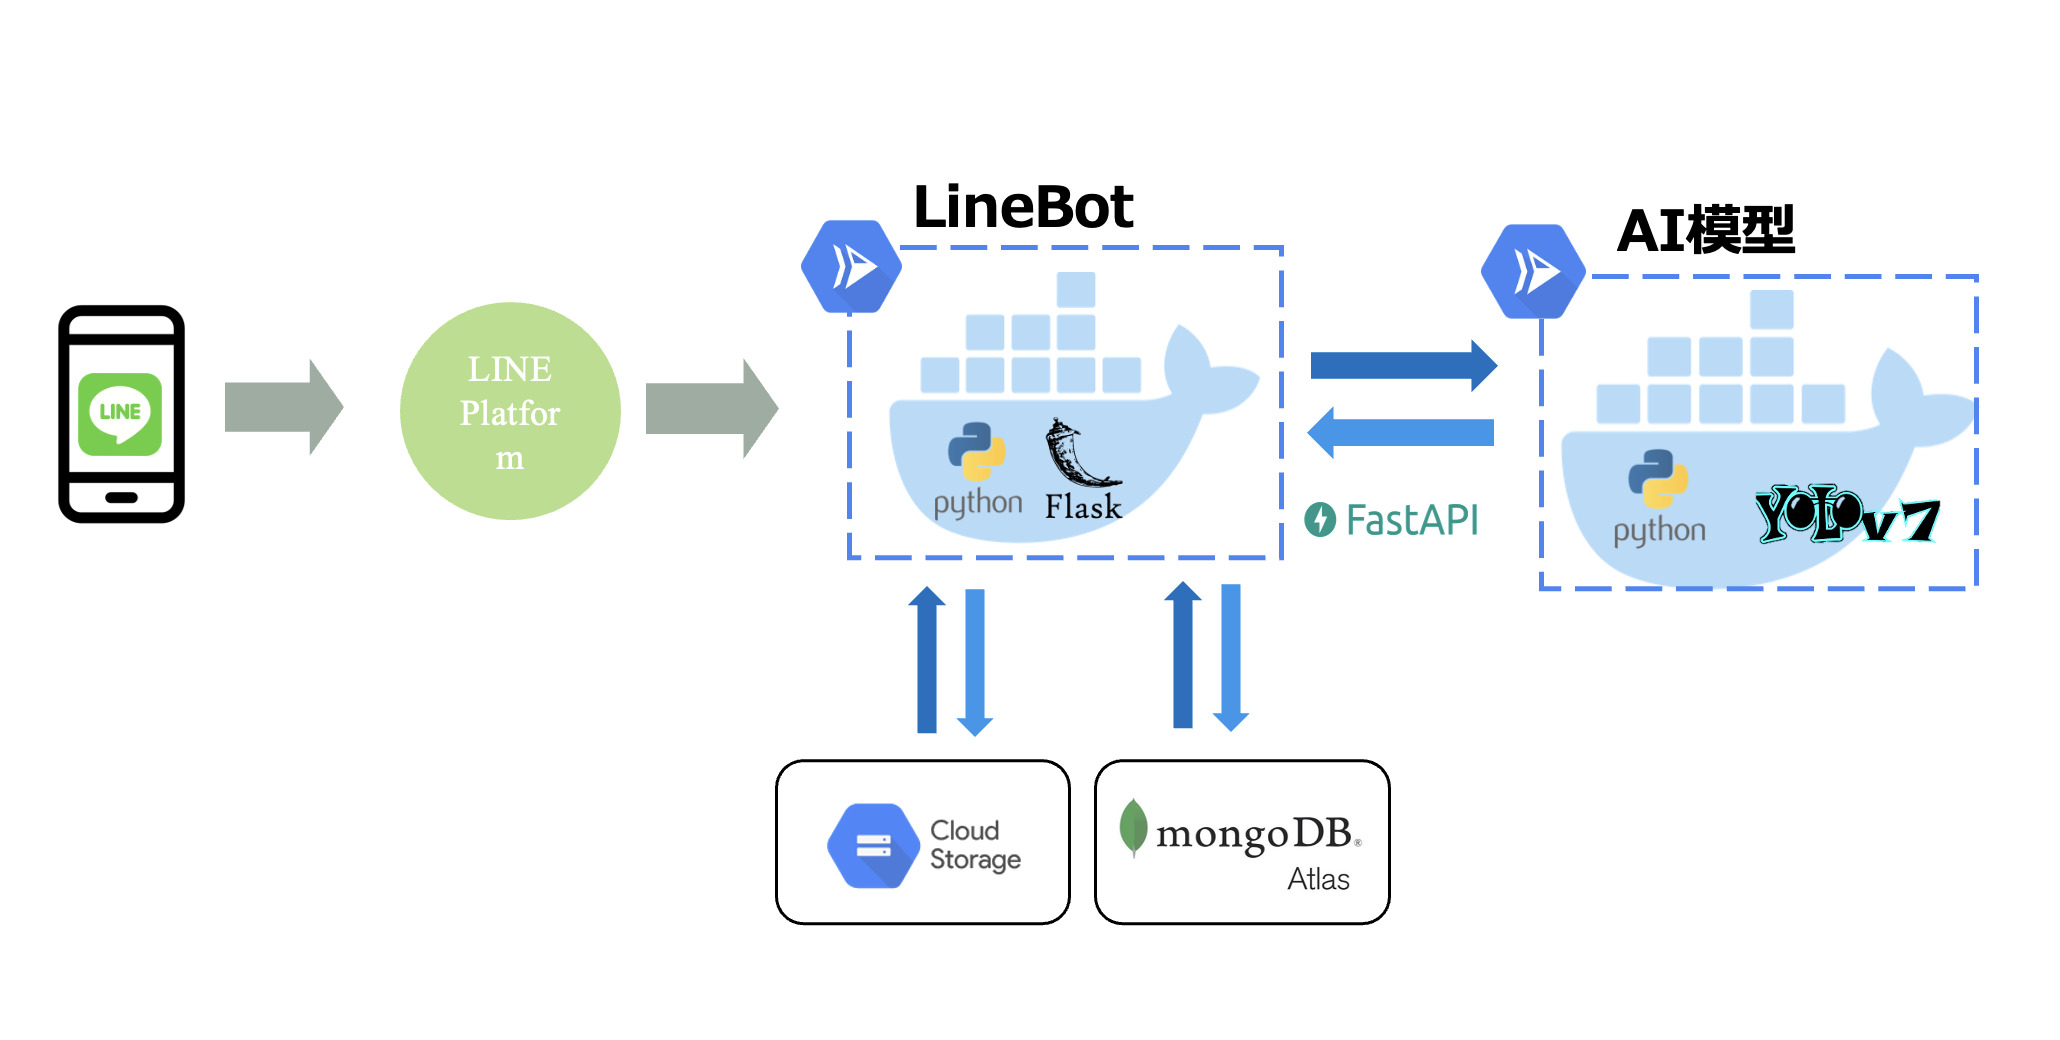 LineBot
AI模型
LINE
LINE
Platfor
m
python
Flask
FastAPI
python
YOLOv7
Cloud
Storage
mongoDB®
Atlas